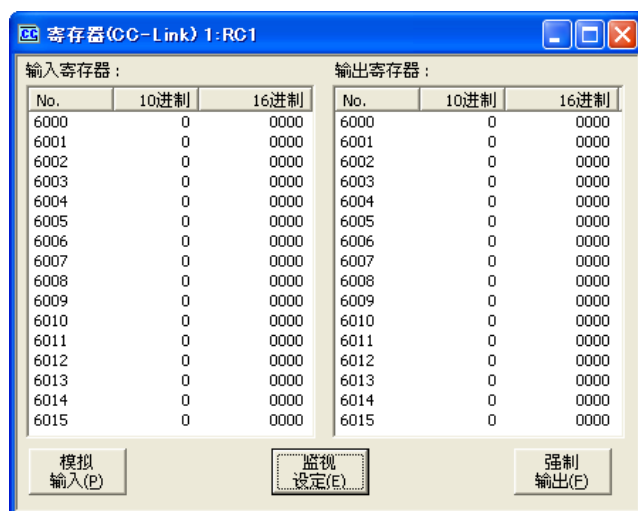 CC 寄存器(CC-Link) 1:RC1
输入寄存器： 输出寄存器：
No. 10进制 16进制 No. 10进制 16进制
6000 0 0000 6000 0 0000
6001 0 0000 6001 0 0000
6002 0 0000 6002 0 0000
6003 0 0000 6003 0 0000
6004 0 0000 6004 0 0000
6005 0 0000 6005 0 0000
6006 0 0000 6006 0 0000
6007 0 0000 6007 0 0000
6008 0 0000 6008 0 0000
6009 0 0000 6009 0 0000
6010 0 0000 6010 0 0000
6011 0 0000 6011 0 0000
6012 0 0000 6012 0 0000
6013 0 0000 6013 0 0000
6014 0 0000 6014 0 0000
6015 0 0000 6015 0 0000
模拟
输入(P)
监视
设定(E)
强制
输出(F)